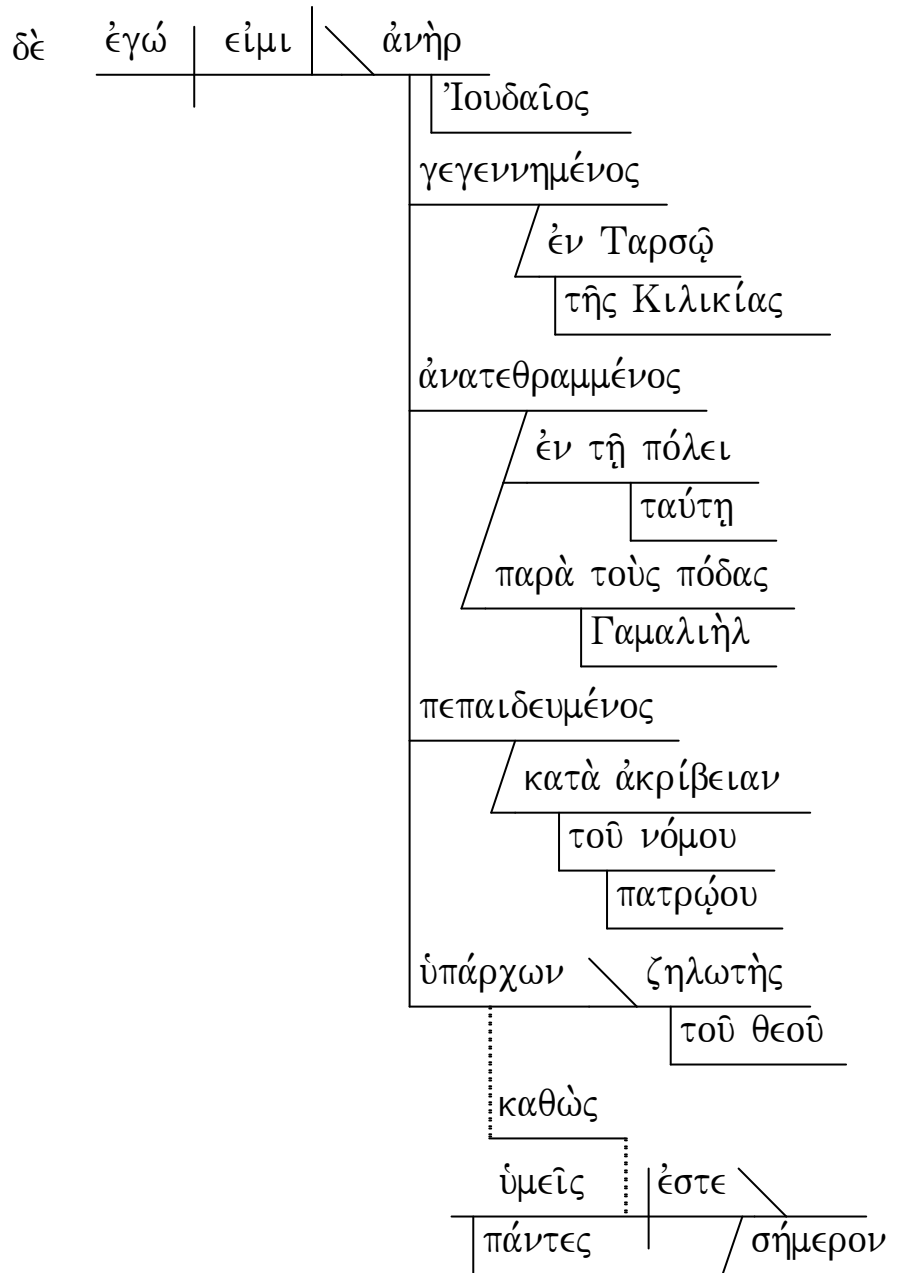 δὲ ἐγώ εἰμι ἀνὴρ
Ἰουδαῖος
γεγεννημένος
ἐν Ταρσῷ
τῆς Κιλικίας
ἀνατεθραμμένος
ἐν τῇ πόλει
ταύτῃ
παρὰ τοὺς πόδας
Γαμαλιὴλ
πεπαιδευμένος
κατὰ ἀκρίβειαν
τοῦ νόμου
πατρῴου
ὑπάρχων ζηλωτὴς
τοῦ θεοῦ
καθὼς
ὑμεῖς ἐστε
πάντες σήμερον